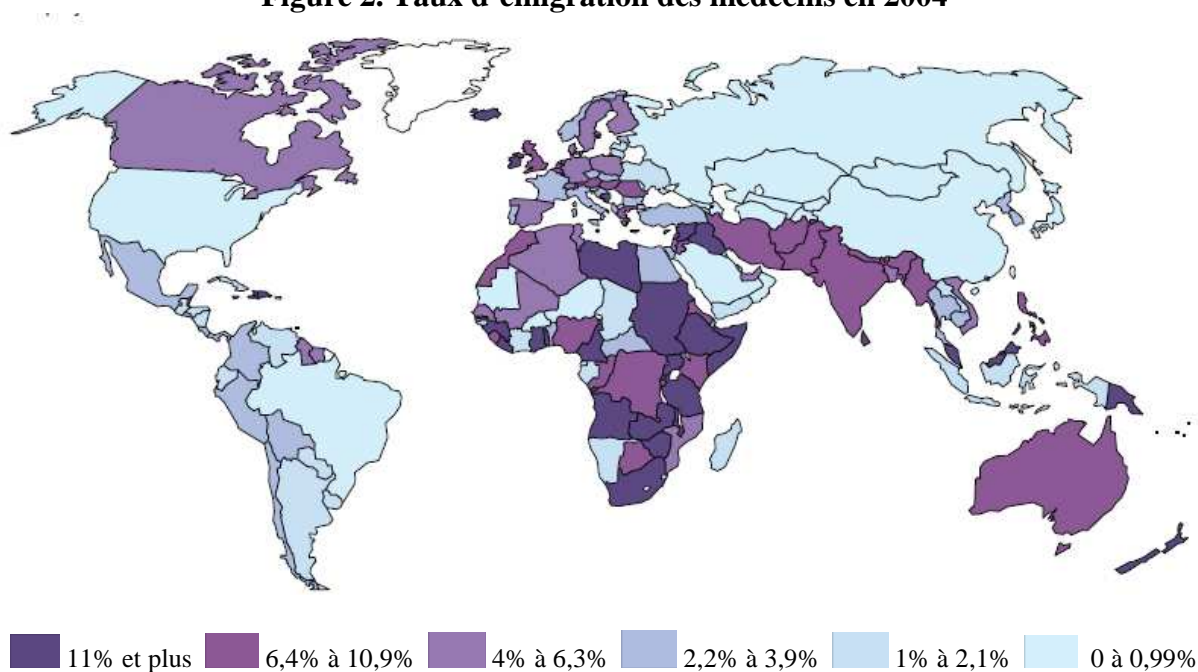 Figure 2. Taux d'émigration des médecins en 2004
11% et plus 6,4% à 10,9% 4% à 6,3% 2,2% à 3,9% 1% à 2,1% 0 à 0,99%